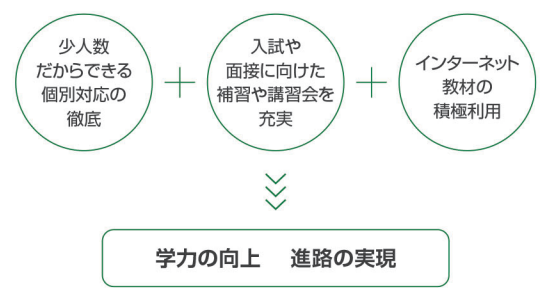 少人数
だからできる
個別対応の
徹底
＋
入試や
面接に向けた
補習や講習会を
充実
＋
インターネット
教材の
積極利用
学力の向上　進路の実現